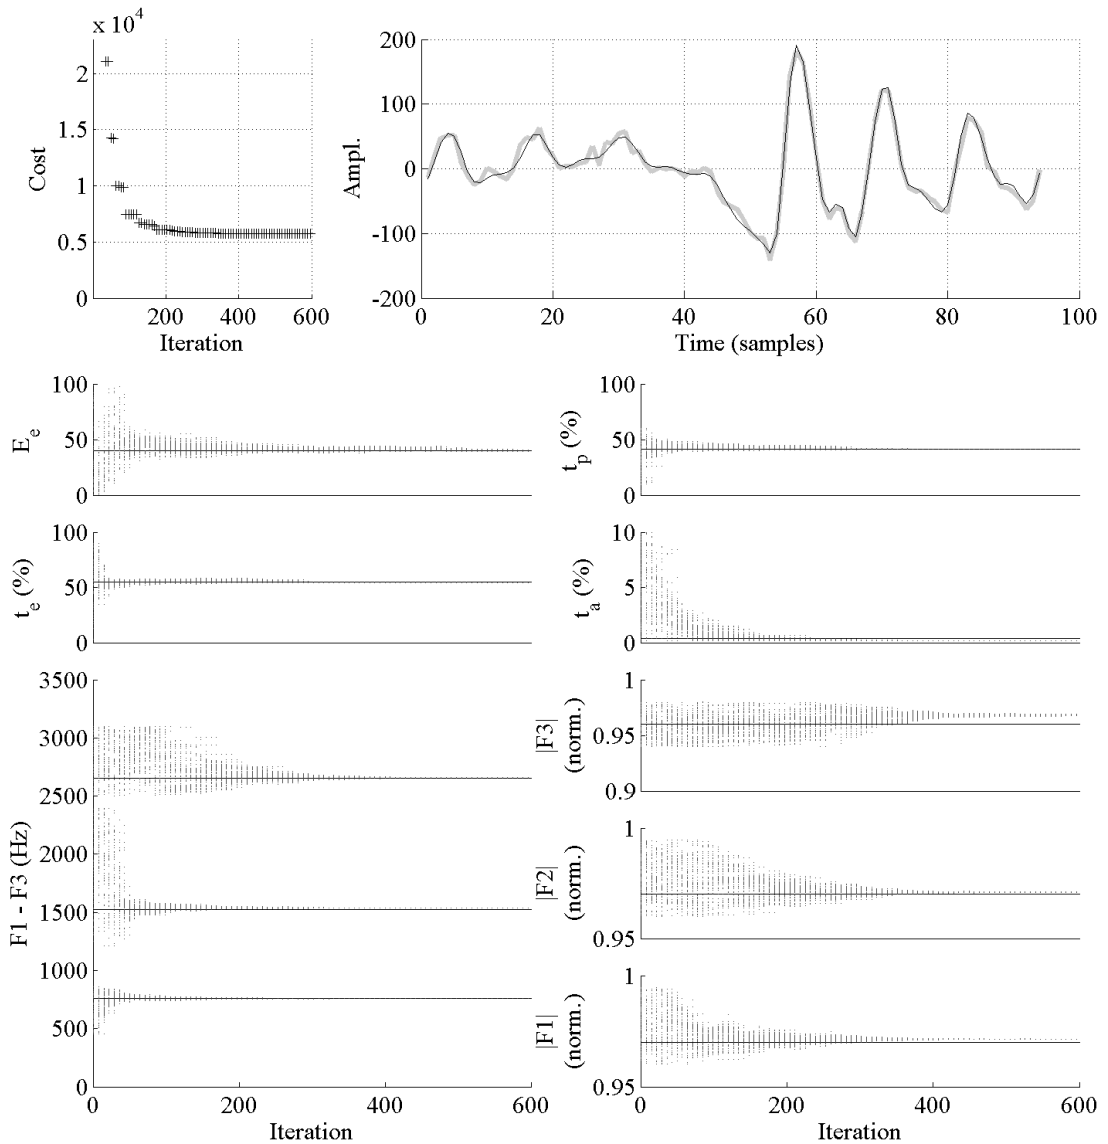 x 10^4
2
1.5
1
0.5
0
Cost
200 400 600
Iteration
200
100
0
-100
-200
Ampl.
0 20 40 60 80 100
Time (samples)
100
50
0
E_e
100
50
0
t_p (%)
100
50
0
t_e (%)
10
5
0
t_a (%)
3500
3000
2500
2000
1500
1000
500
0
F1 - F3 (Hz)
0 200 400 600
Iteration
1
0.95
0.9
|F3|
(norm.)
1
0.95
|F2|
(norm.)
1
0.95
|F1|
(norm.)
0 200 400 600
Iteration